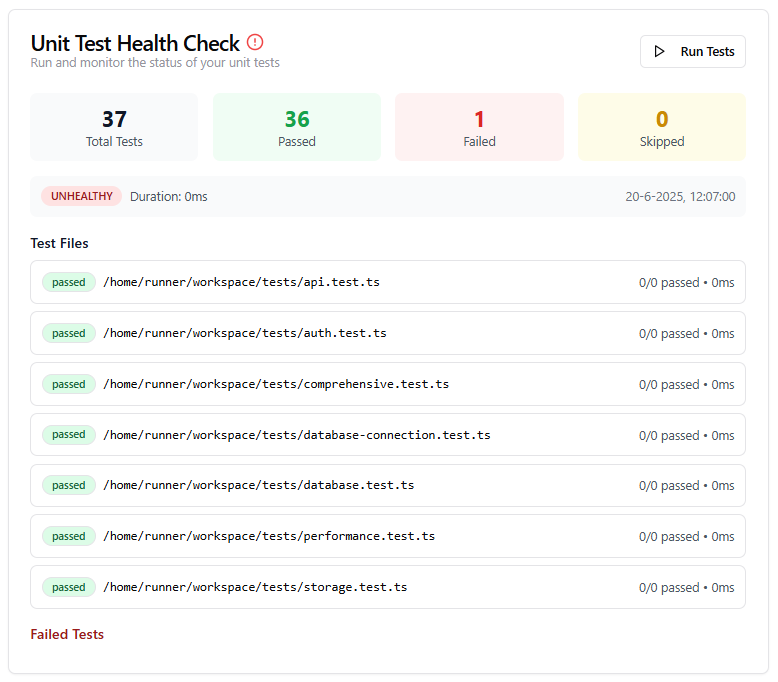 Unit Test Health Check
Run and monitor the status of your unit tests
Run Tests
37
Total Tests
36
Passed
1
Failed
0
Skipped
UNHEALTHY Duration: 0ms 20-6-2025, 12:07:00
Test Files
passed /home/runner/workspace/tests/api.test.ts 0/0 passed • 0ms
passed /home/runner/workspace/tests/auth.test.ts 0/0 passed • 0ms
passed /home/runner/workspace/tests/comprehensive.test.ts 0/0 passed • 0ms
passed /home/runner/workspace/tests/database-connection.test.ts 0/0 passed • 0ms
passed /home/runner/workspace/tests/database.test.ts 0/0 passed • 0ms
passed /home/runner/workspace/tests/performance.test.ts 0/0 passed • 0ms
passed /home/runner/workspace/tests/storage.test.ts 0/0 passed • 0ms
Failed Tests